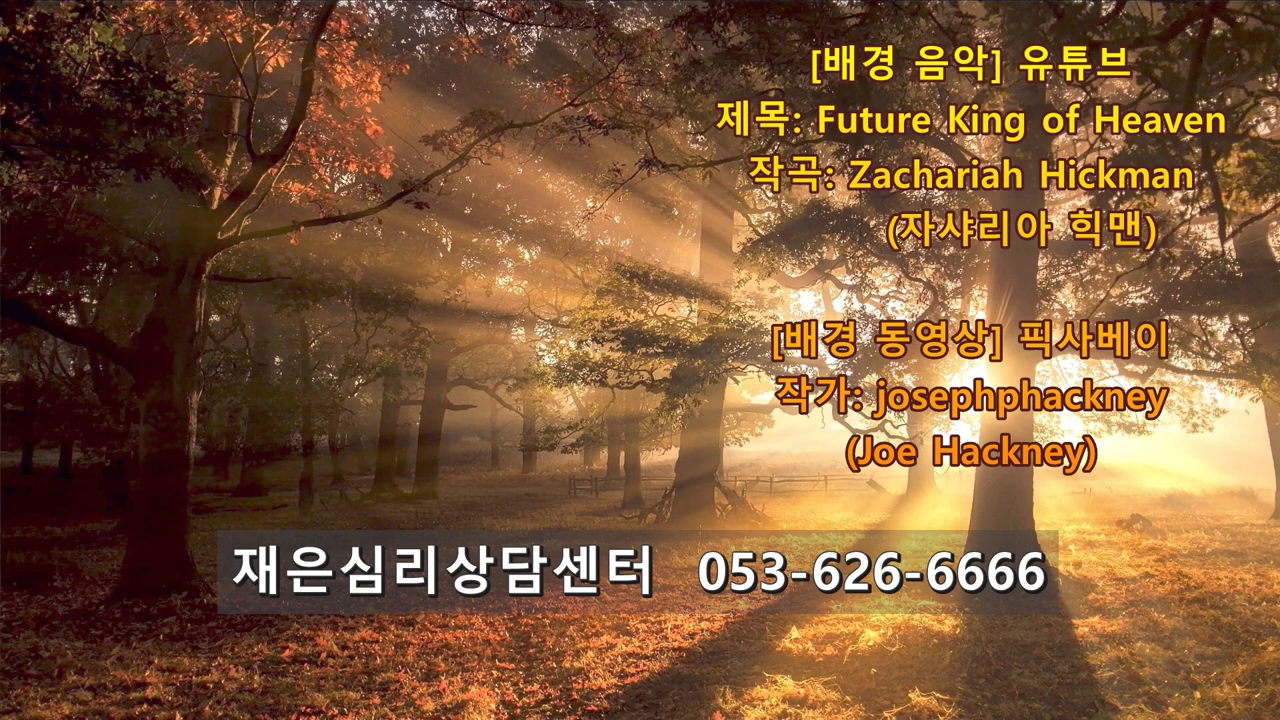 [배경 음악] 유튜브
제목: Future King of Heaven
작곡: Zachariah Hickman
(자샤리아 힉맨)
[배경 동영상] 픽사베이
작가: josephphackney
(Joe Hackney)
재은심리상담센터 053-626-6666